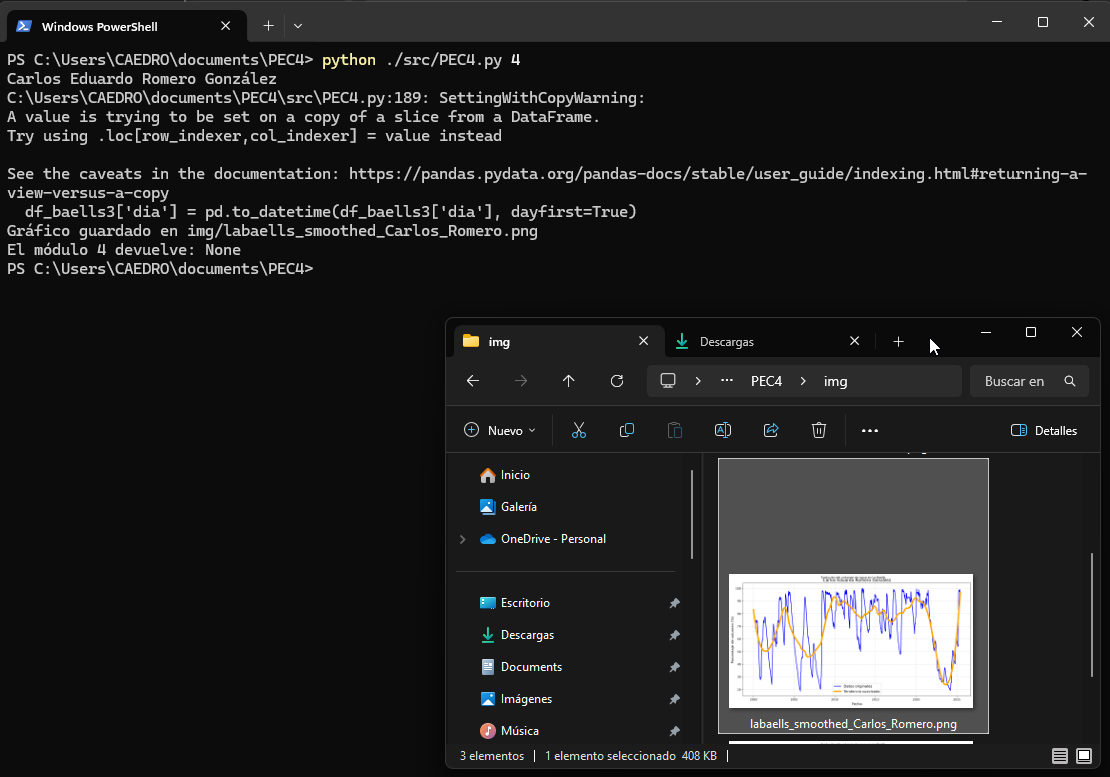 Windows PowerShell
PS C:\Users\CAEDRO\documents\PEC4> python ./src/PEC4.py 4
Carlos Eduardo Romero González
C:\Users\CAEDRO\documents\PEC4\src\PEC4.py:189: SettingWithCopyWarning:
A value is trying to be set on a copy of a slice from a DataFrame.
Try using .loc[row_indexer,col_indexer] = value instead
See the caveats in the documentation: https://pandas.pydata.org/pandas-docs/stable/user_guide/indexing.html#returning-a-
view-versus-a-copy
df_baells3['dia'] = pd.to_datetime(df_baells3['dia'], dayfirst=True)
Gráfico guardado en img/labaells_smoothed_Carlos_Romero.png
El módulo 4 devuelve: None
PS C:\Users\CAEDRO\documents\PEC4>
img
Descargas
PEC4 img
Buscar en
Nuevo
Detalles
Inicio
Galería
OneDrive - Personal
Escritorio
Descargas
Documents
Imágenes
Música
labaells_smoothed_Carlos_Romero.png
3 elementos
1 elemento seleccionado 408 KB